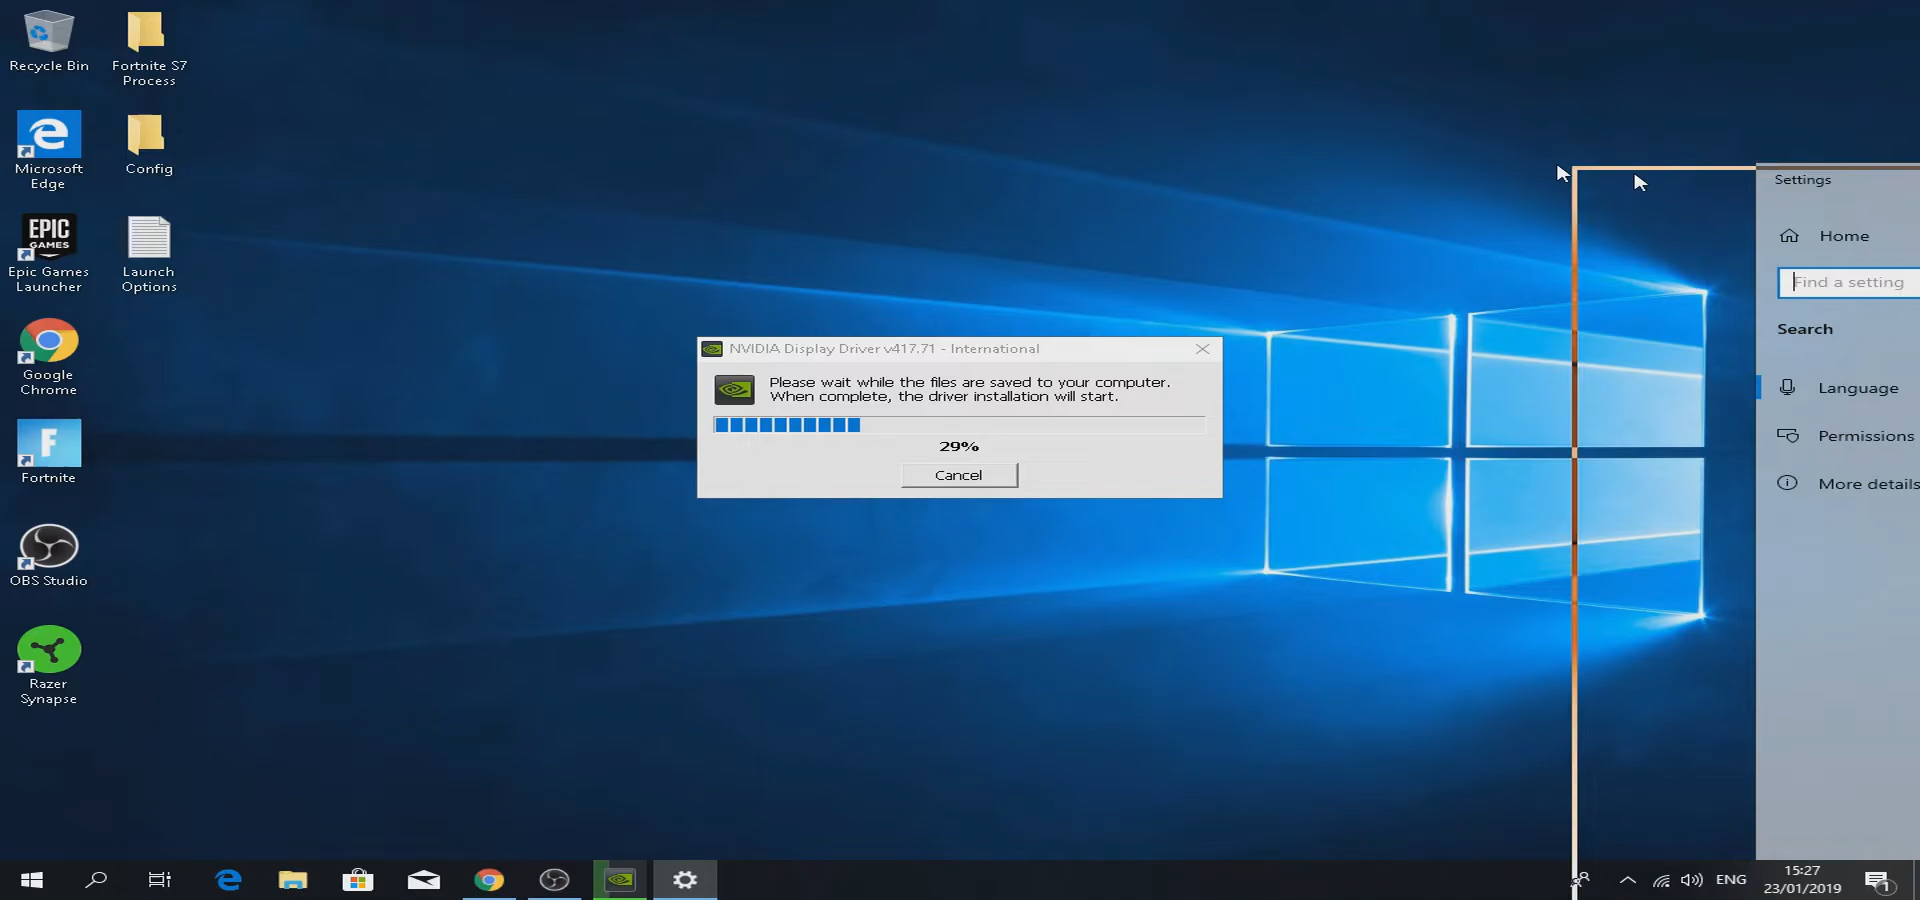 Recycle Bin
Fortnite S7
Process
Microsoft
Edge
Config
EPIC
GAMES
Epic Games
Launcher
Launch
Options
Google
Chrome
F
Fortnite
OBS Studio
Razer
Synapse
NVIDIA Display Driver v417.71 - International
Please wait while the files are saved to your computer.
When complete, the driver installation will start.
29%
Cancel
Settings
Home
Find a setting
Search
Language
Permissions
More details
ENG
15:27
23/01/2019
1